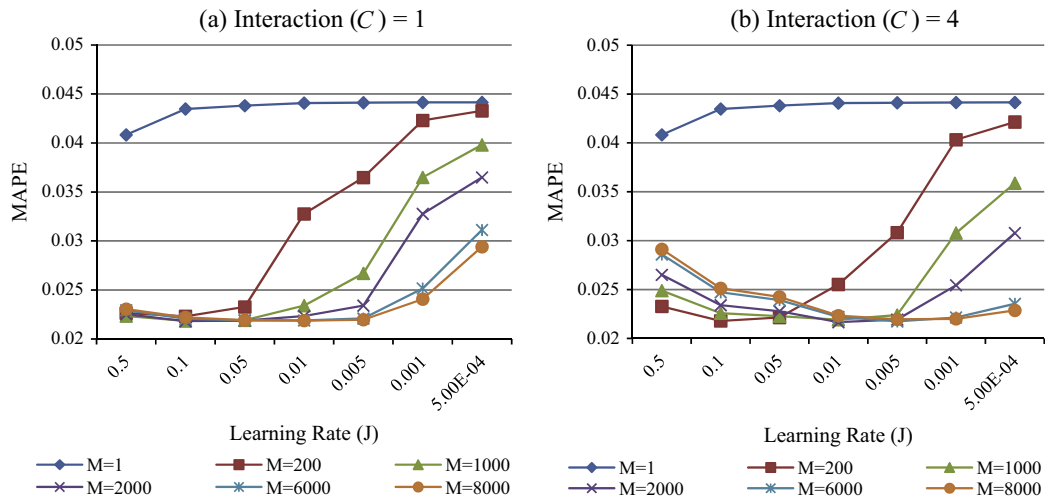 (a) Interaction (C) = 1
0.05
0.045
0.04
0.035
0.03
0.025
0.02
MAPE
0.5
0.1
0.05
0.01
0.005
0.001
5.00E-04
Learning Rate (J)
M=1
M=200
M=1000
M=2000
M=6000
M=8000
(b) Interaction (C) = 4
0.05
0.045
0.04
0.035
0.03
0.025
0.02
MAPE
0.5
0.1
0.05
0.01
0.005
0.001
5.00E-04
Learning Rate (J)
M=1
M=200
M=1000
M=2000
M=6000
M=8000